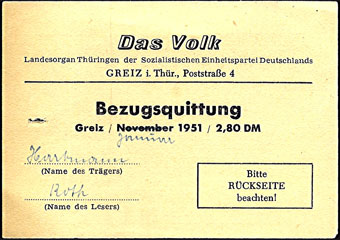 Das Volk
Landesorgan Thüringen der Sozialistischen Einheitspartei Deutschlands
GREIZ i. Thür., Poststraße 4
Bezugsquittung
Greiz / November 1951 / 2,80 DM
Januar
Hartmann
(Name des Trägers)
Roth
(Name des Lesers)
Bitte
RÜCKSEITE
beachten!